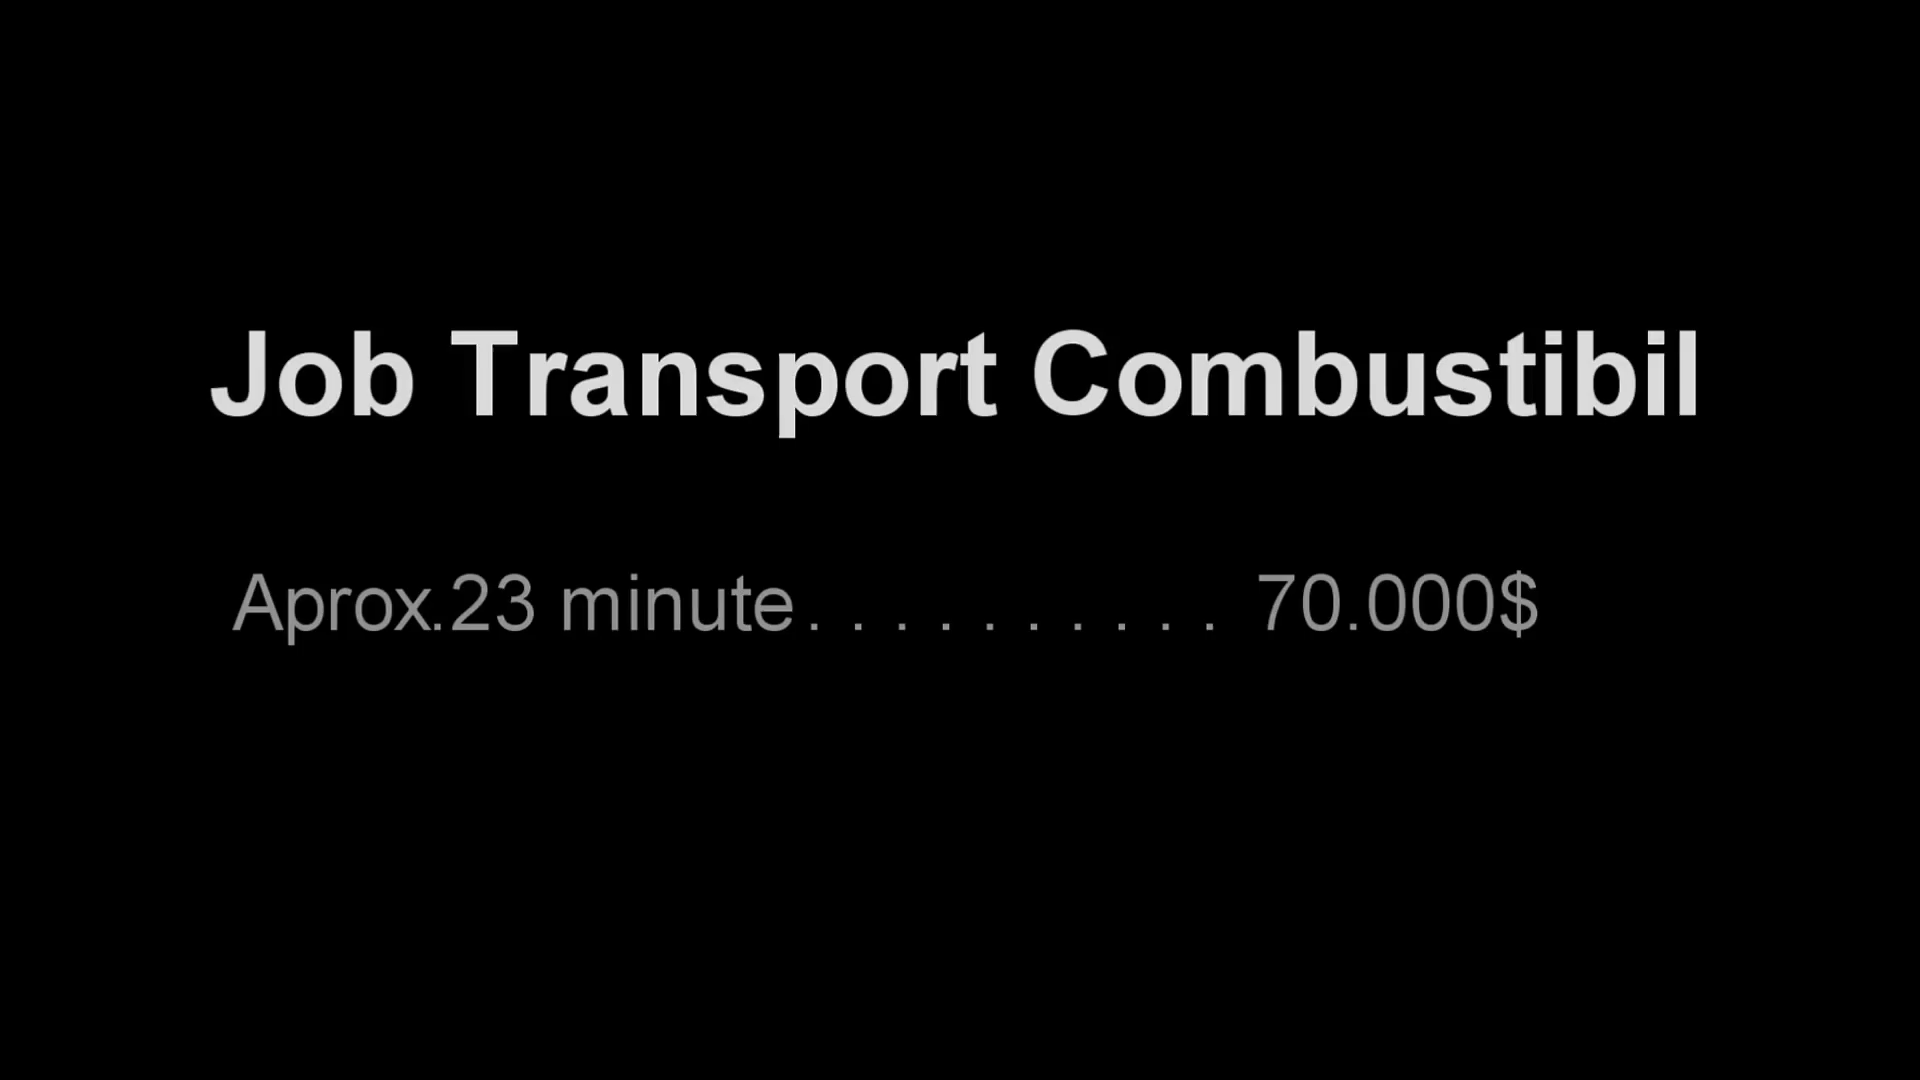 Job Transport Combustibil
Aprox.23 minute. . . . . . . . . . 70.000$